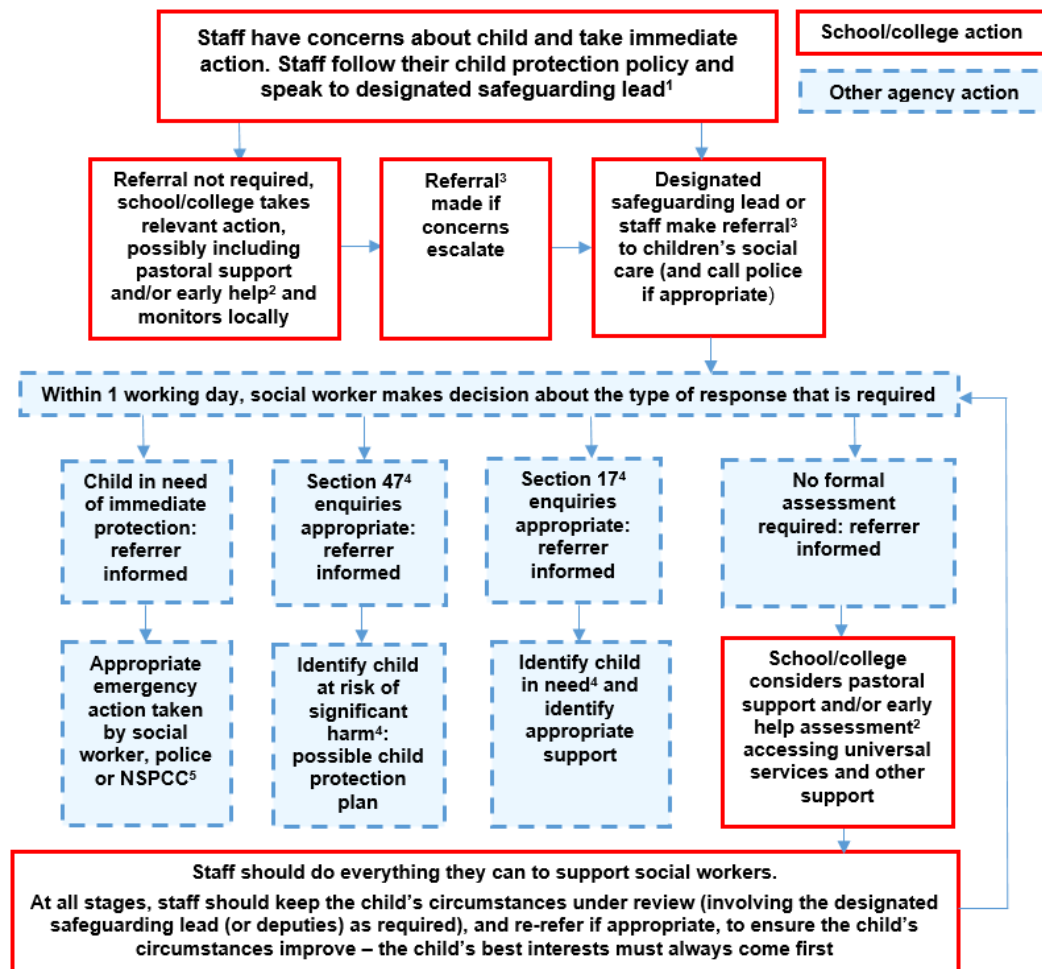 Staff have concerns about child and take immediate
action. Staff follow their child protection policy and
speak to designated safeguarding lead¹
School/college action
Other agency action
Referral not required,
school/college takes
relevant action,
possibly including
pastoral support
and/or early help² and
monitors locally
Referral³
made if
concerns
escalate
Designated
safeguarding lead or
staff make referral³
to children's social
care (and call police
if appropriate)
Within 1 working day, social worker makes decision about the type of response that is required
Child in need
of immediate
protection:
referrer
informed
Section 47⁴
enquiries
appropriate:
referrer
informed
Section 17⁴
enquiries
appropriate:
referrer
informed
No formal
assessment
required: referrer
informed
Appropriate
emergency
action taken
by social
worker, police
or NSPCC⁵
Identify child
at risk of
significant
harm⁴:
possible child
protection
plan
Identify child
in need⁴ and
identify
appropriate
support
School/college
considers pastoral
support and/or early
help assessment²
accessing universal
services and other
support
Staff should do everything they can to support social workers.
At all stages, staff should keep the child's circumstances under review (involving the designated
safeguarding lead (or deputies) as required), and re-refer if appropriate, to ensure the child's
circumstances improve – the child's best interests must always come first